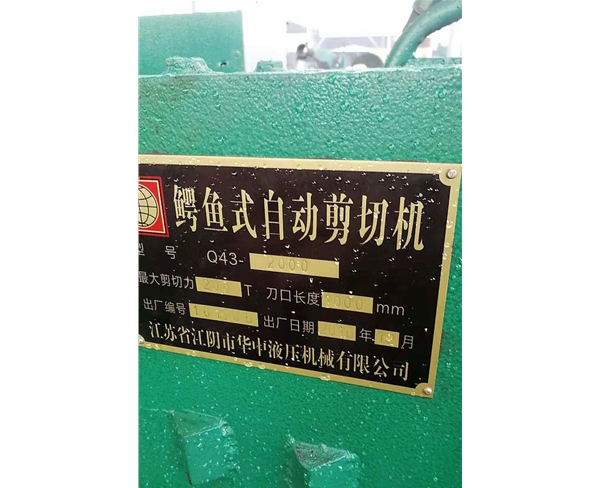 鳄鱼式自动剪切机
型 号 Q43- 2000
最大剪切力 T 刀口长度 mm
出厂编号 出厂日期 年 月
江苏省江阴市华中液压机械有限公司